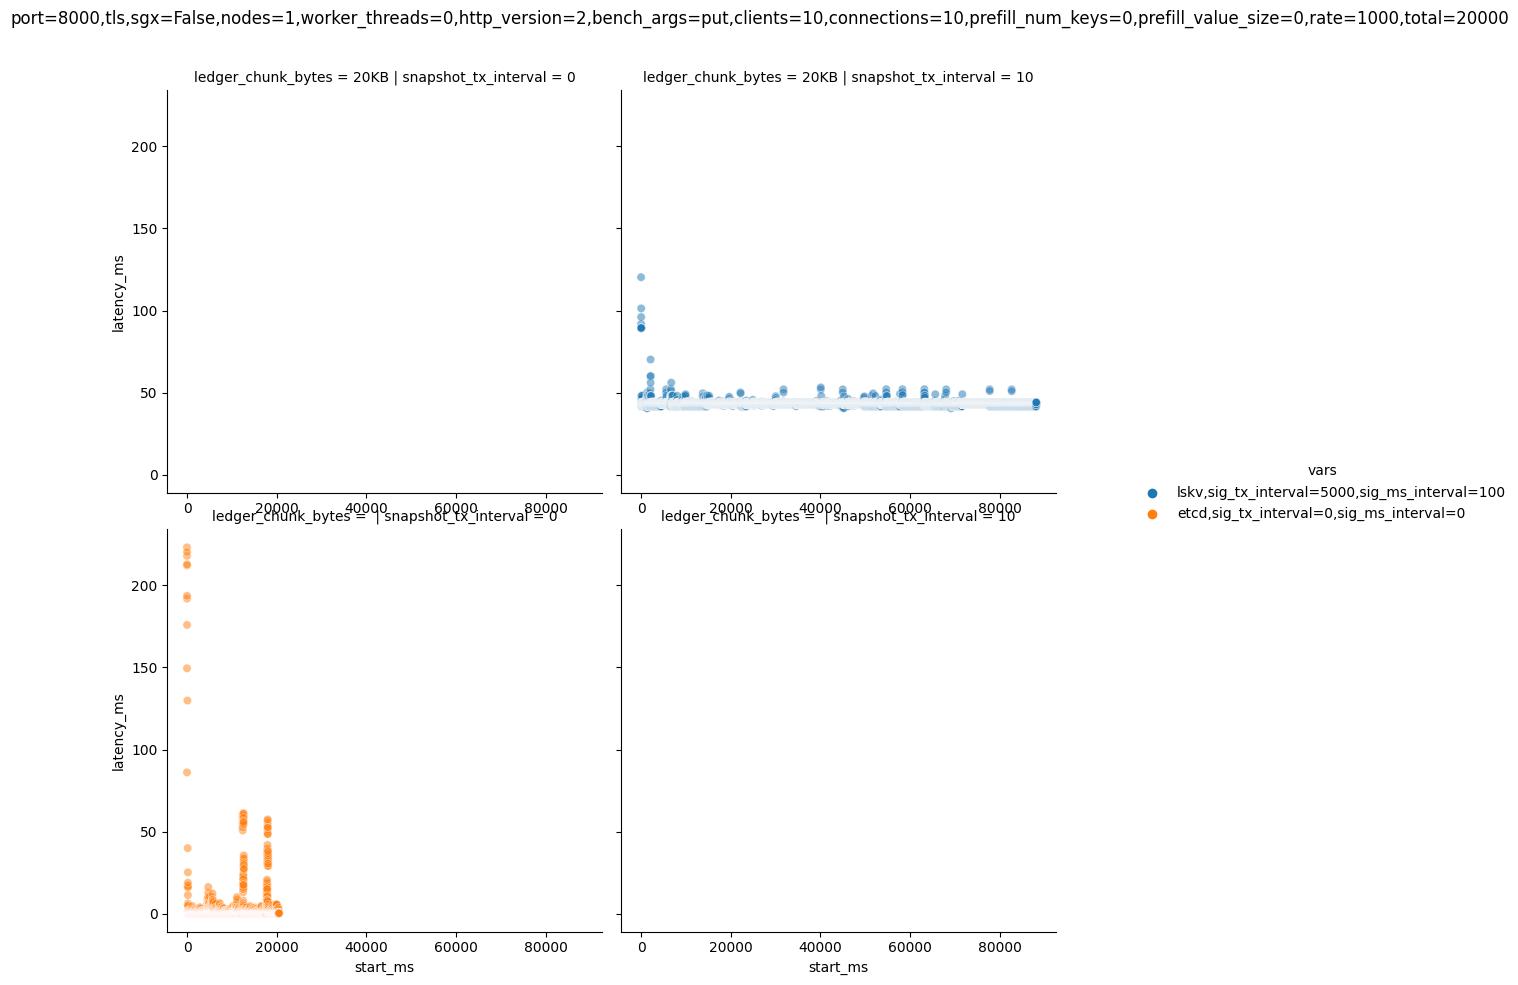 port=8000,tls,sgx=False,nodes=1,worker_threads=0,http_version=2,bench_args=put,clients=10,connections=10,prefill_num_keys=0,prefill_value_size=0,rate=1000,total=20000
ledger_chunk_bytes = 20KB | snapshot_tx_interval = 0
ledger_chunk_bytes = 20KB | snapshot_tx_interval = 10
200
150
100
50
0
latency_ms
0 20000 40000 60000 80000
0 20000 40000 60000 80000
vars
lskv,sig_tx_interval=5000,sig_ms_interval=100
etcd,sig_tx_interval=0,sig_ms_interval=0
ledger_chunk_bytes =  | snapshot_tx_interval = 0
ledger_chunk_bytes =  | snapshot_tx_interval = 10
200
150
100
50
0
latency_ms
0 20000 40000 60000 80000
0 20000 40000 60000 80000
start_ms
start_ms